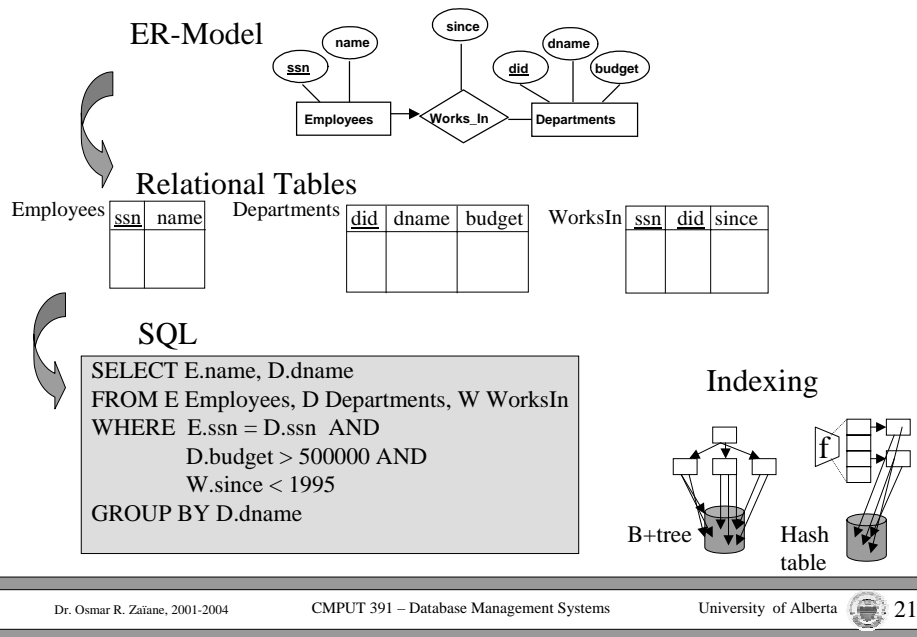 ER-Model
since
name
dname
ssn
did
budget
Employees
Works_In
Departments
Relational Tables
Employees
ssn name
Departments
did dname budget
WorksIn
ssn did since
SQL
SELECT E.name, D.dname
FROM E Employees, D Departments, W WorksIn
WHERE E.ssn = D.ssn AND
D.budget > 500000 AND
W.since < 1995
GROUP BY D.dname
Indexing
f
B+tree
Hash
table
Dr. Osmar R. Zaïane, 2001-2004
CMPUT 391 – Database Management Systems
University of Alberta
21